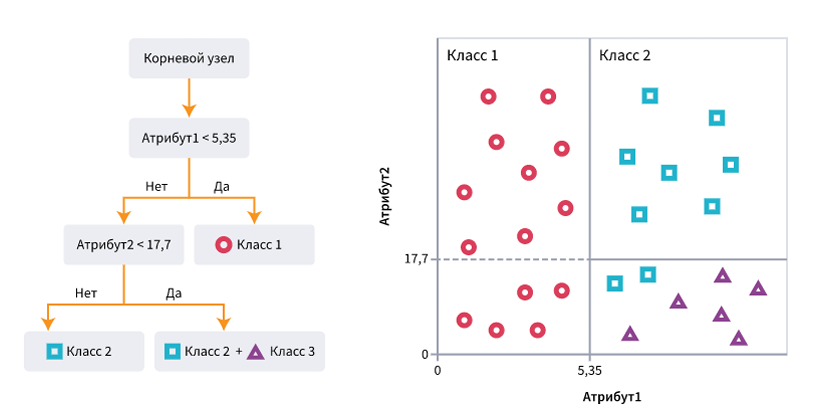 Корневой узел
Атрибут1 < 5,35
Нет
Да
Атрибут2 < 17,7
Класс 1
Нет
Да
Класс 2
Класс 2 + Класс 3
Класс 1
Класс 2
Атрибут2
17,7
0
0
5,35
Атрибут1